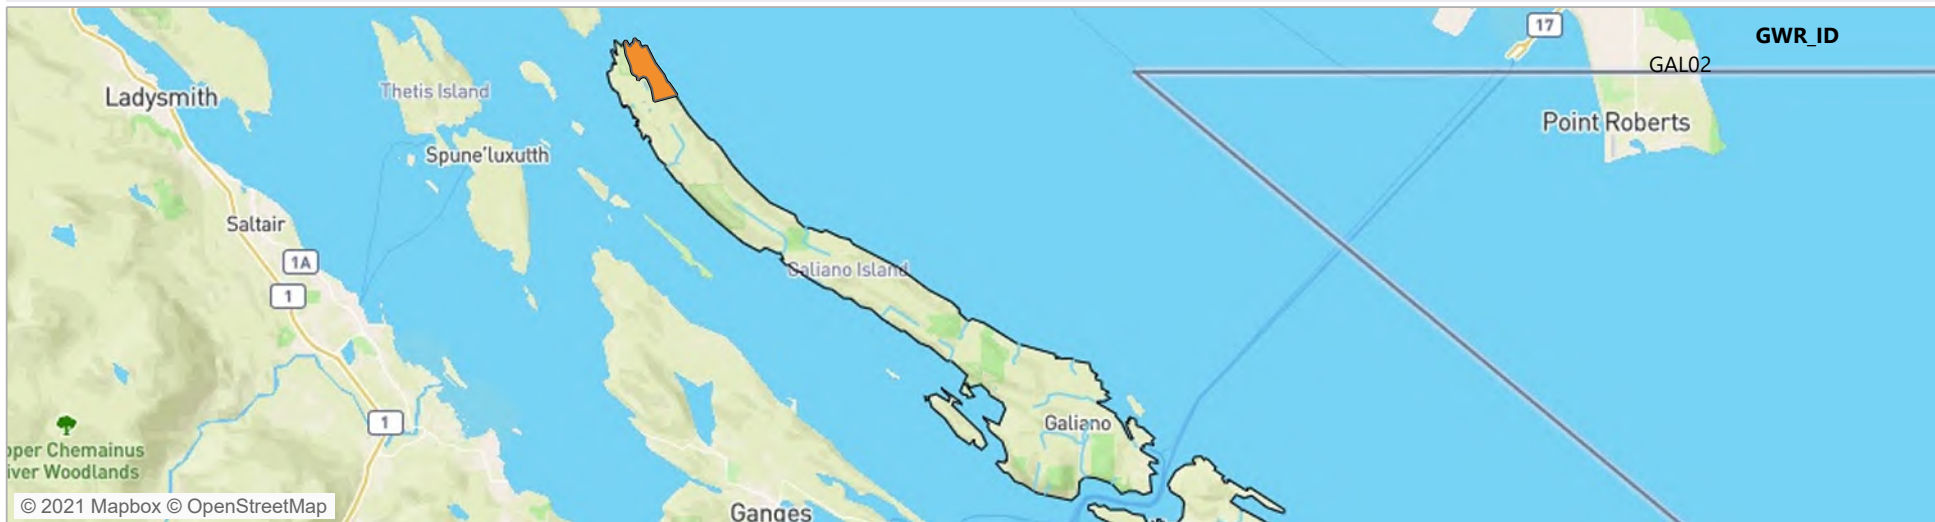 17
GWR_ID
GAL02
Ladysmith
Thetis Island
Point Roberts
Spune'luxutth
Saltair
1A
Galiano Island
1
1
Galiano
pper Chemainus
iver Woodlands
© 2021 Mapbox © OpenStreetMap
Ganges